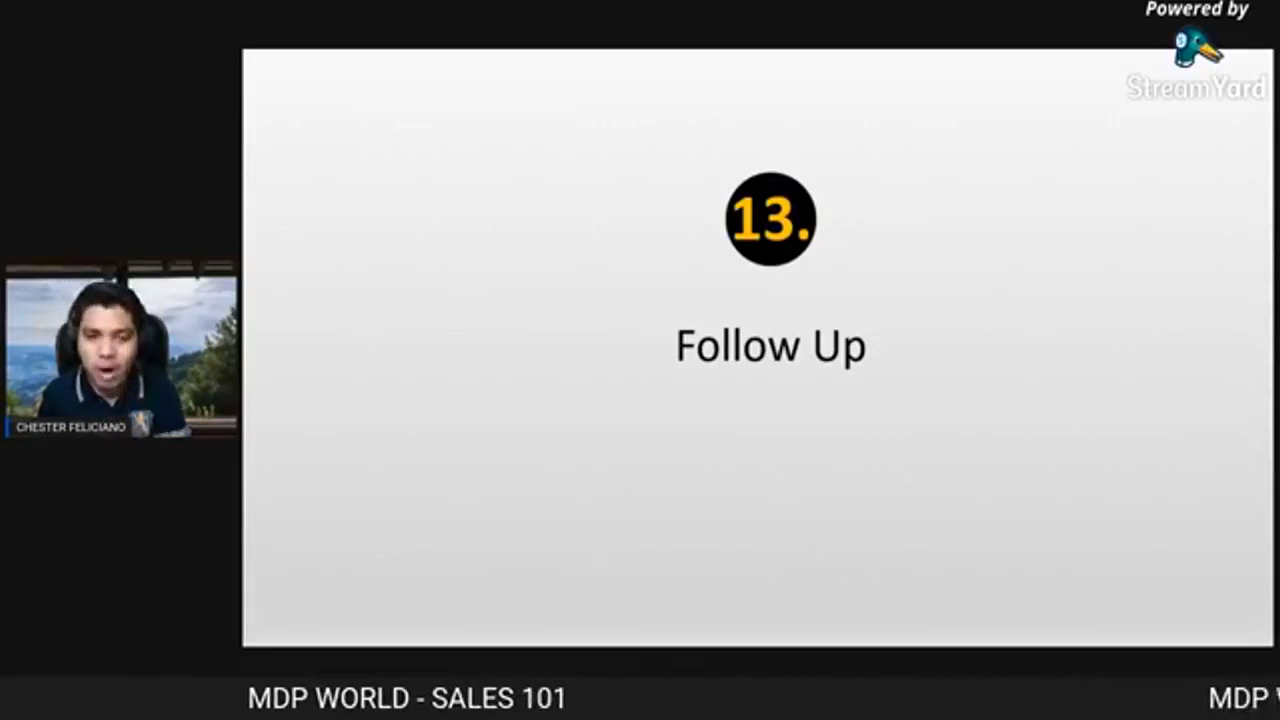 Powered by
StreamYard
13.
Follow Up
CHESTER FELICIANO
MDP WORLD - SALES 101
MDP